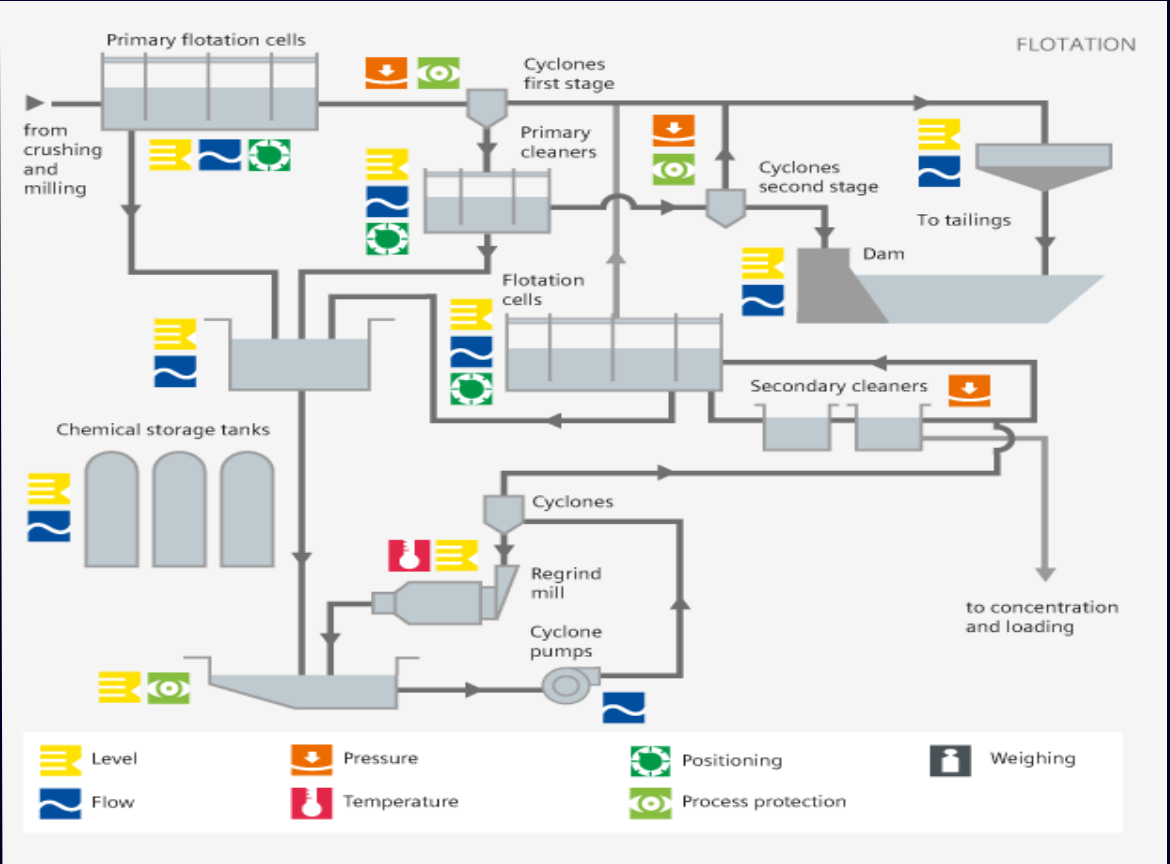 Primary flotation cells
FLOTATION
Cyclones
first stage
from
crushing
and
milling
Primary
cleaners
Cyclones
second stage
To tailings
Dam
Flotation
cells
Secondary cleaners
Chemical storage tanks
Cyclones
Regrind
mill
to concentration
and loading
Cyclone
pumps
Level
Pressure
Positioning
Weighing
Flow
Temperature
Process protection